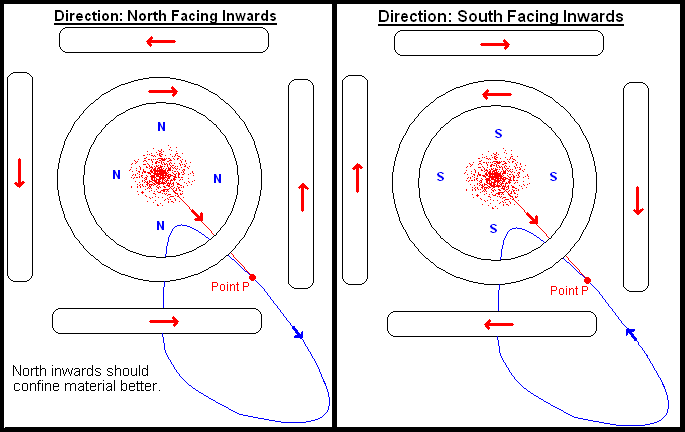 Direction: North Facing Inwards
N
N
N
N
Point P
North inwards should
confine material better.
Direction: South Facing Inwards
S
S
S
S
Point P